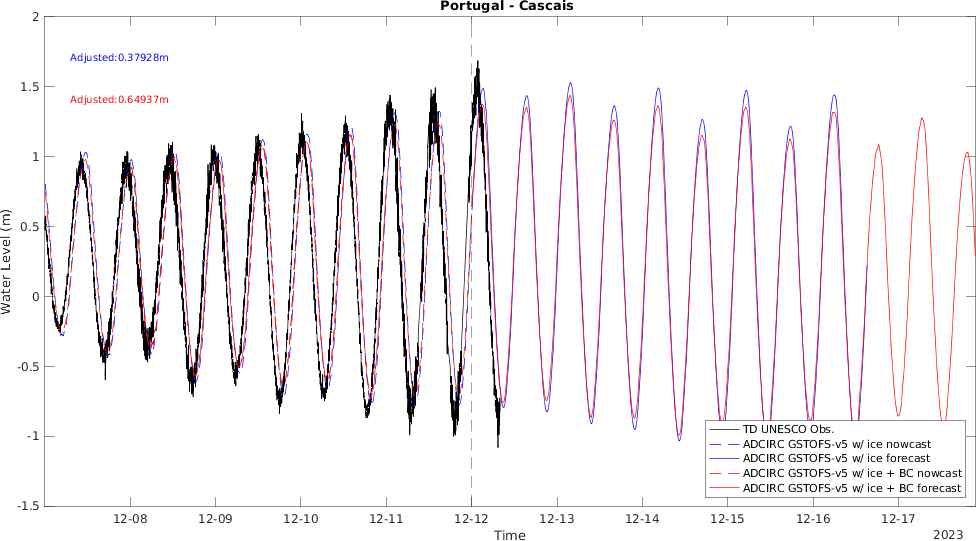 Portugal - Cascais
2
1.5
1
0.5
0
-0.5
-1
-1.5
Water Level (m)
Adjusted:0.37928m
Adjusted:0.64937m
TD UNESCO Obs.
ADCIRC GSTOFS-v5 w/ ice nowcast
ADCIRC GSTOFS-v5 w/ ice forecast
ADCIRC GSTOFS-v5 w/ ice + BC nowcast
ADCIRC GSTOFS-v5 w/ ice + BC forecast
12-08 12-09 12-10 12-11 12-12 12-13 12-14 12-15 12-16 12-17
Time
2023